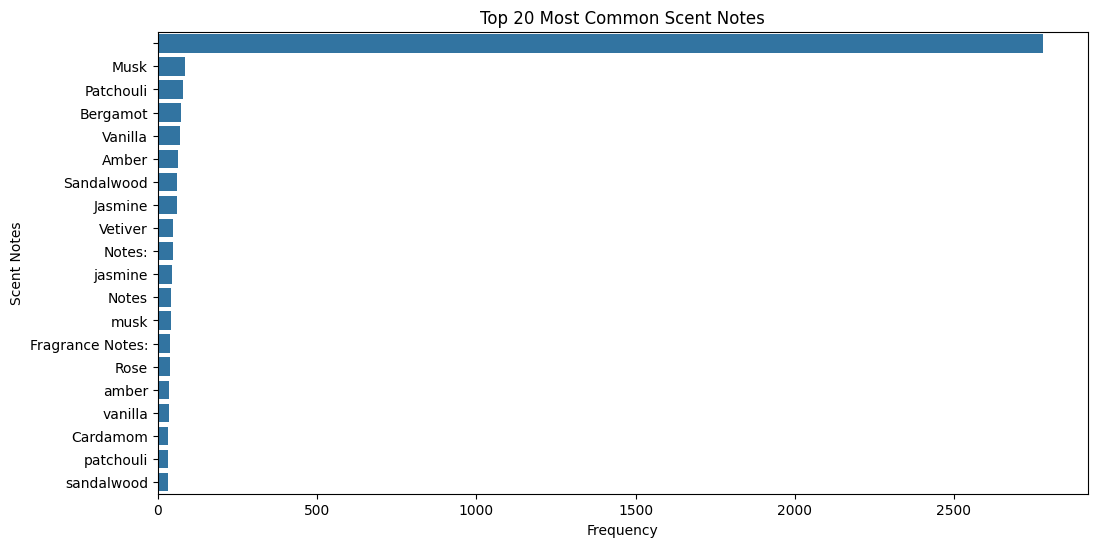 Top 20 Most Common Scent Notes
Musk
Patchouli
Bergamot
Vanilla
Amber
Sandalwood
Jasmine
Vetiver
Notes:
jasmine
Notes
musk
Fragrance Notes:
Rose
amber
vanilla
Cardamom
patchouli
sandalwood
Scent Notes
0 500 1000 1500 2000 2500
Frequency